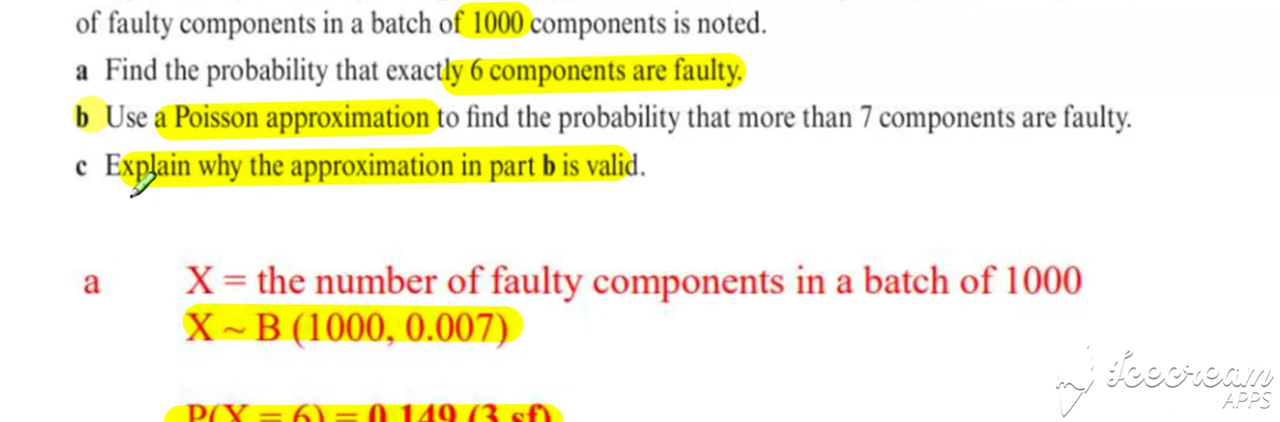 of faulty components in a batch of 1000 components is noted.
a Find the probability that exactly 6 components are faulty.
b Use a Poisson approximation to find the probability that more than 7 components are faulty.
c Explain why the approximation in part b is valid.
a X = the number of faulty components in a batch of 1000
X ~ B (1000, 0.007)
P(X = 6) = 0.149 (3 sf)
Icecream
APPS